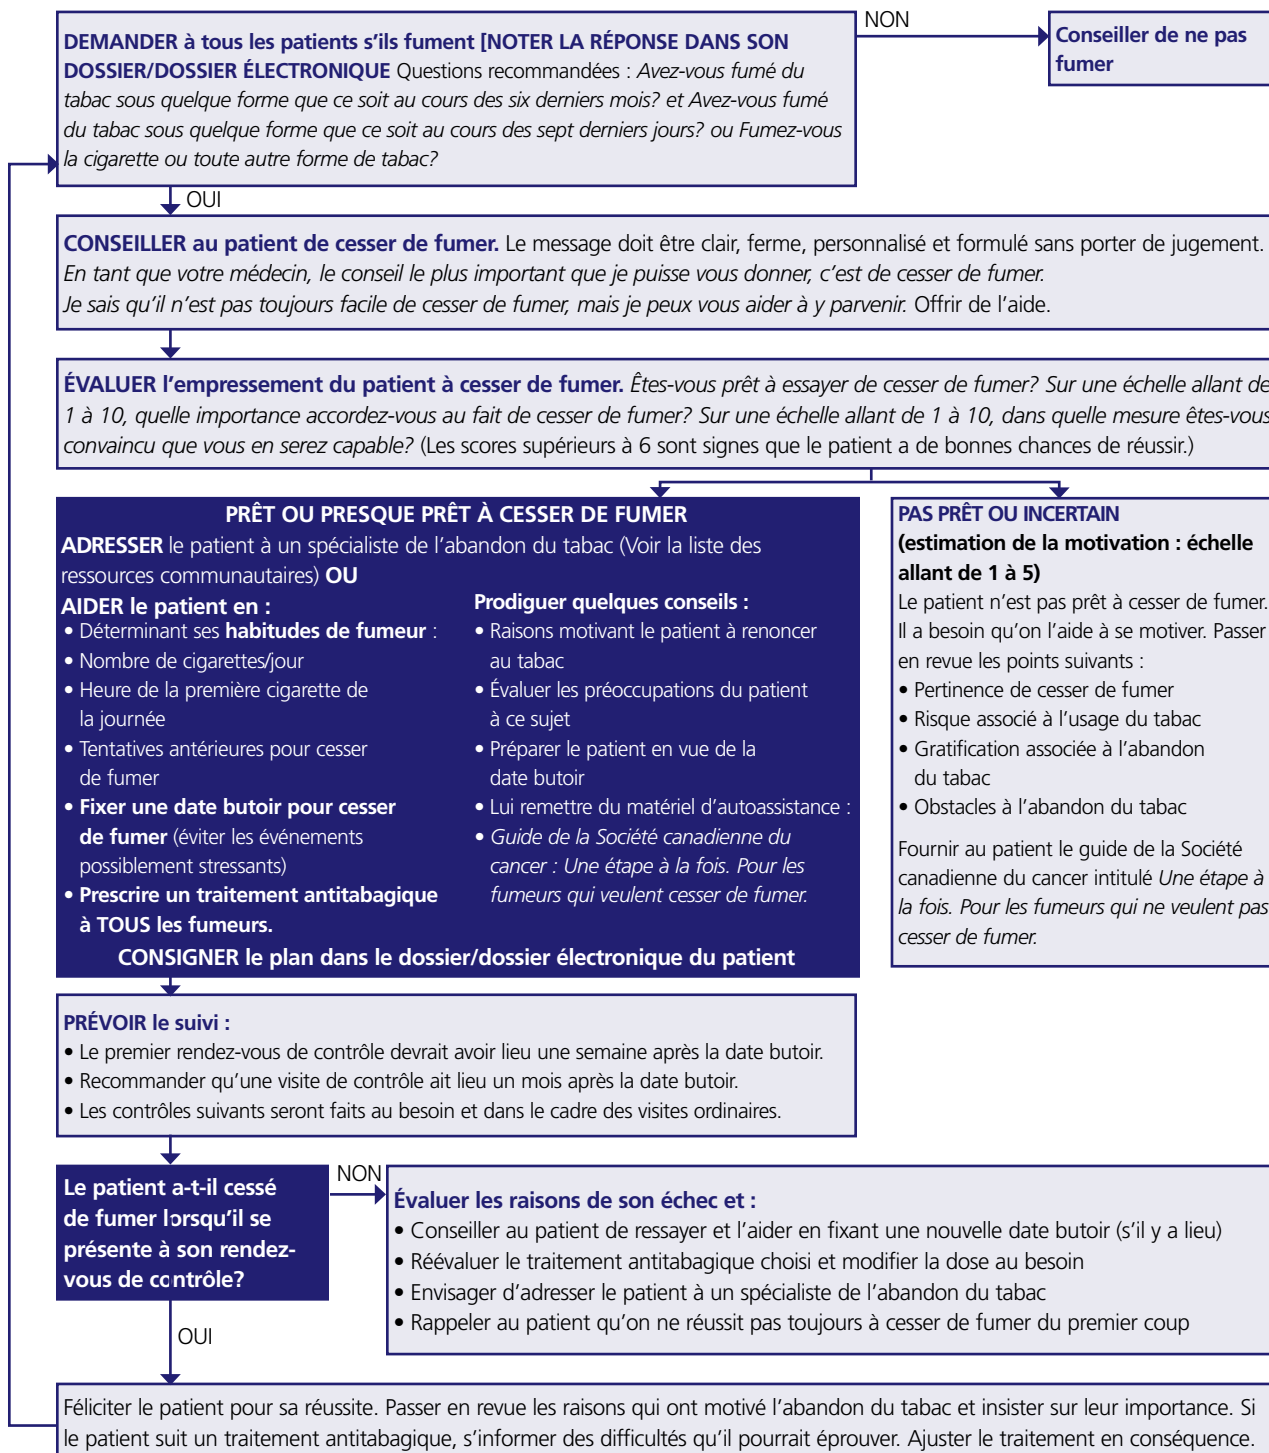 DEMANDER à tous les patients s'ils fument [NOTER LA RÉPONSE DANS SON
DOSSIER/DOSSIER ÉLECTRONIQUE Questions recommandées : Avez-vous fumé du
tabac sous quelque forme que ce soit au cours des six derniers mois? et Avez-vous fumé
du tabac sous quelque forme que ce soit au cours des sept derniers jours? ou Fumez-vous
la cigarette ou toute autre forme de tabac?
NON
Conseiller de ne pas
fumer
OUI
CONSEILLER au patient de cesser de fumer. Le message doit être clair, ferme, personnalisé et formulé sans porter de jugement.
En tant que votre médecin, le conseil le plus important que je puisse vous donner, c'est de cesser de fumer.
Je sais qu'il n'est pas toujours facile de cesser de fumer, mais je peux vous aider à y parvenir. Offrir de l'aide.
ÉVALUER l'empressement du patient à cesser de fumer. Êtes-vous prêt à essayer de cesser de fumer? Sur une échelle allant de
1 à 10, quelle importance accordez-vous au fait de cesser de fumer? Sur une échelle allant de 1 à 10, dans quelle mesure êtes-vous
convaincu que vous en serez capable? (Les scores supérieurs à 6 sont signes que le patient a de bonnes chances de réussir.)
PRÊT OU PRESQUE PRÊT À CESSER DE FUMER
ADRESSER le patient à un spécialiste de l'abandon du tabac (Voir la liste des
ressources communautaires) OU
AIDER le patient en :
• Déterminant ses habitudes de fumeur :
• Nombre de cigarettes/jour
• Heure de la première cigarette de
la journée
• Tentatives antérieures pour cesser
de fumer
• Fixer une date butoir pour cesser
de fumer (éviter les événements
possiblement stressants)
• Prescrire un traitement antitabagique
à TOUS les fumeurs.
Prodiguer quelques conseils :
• Raisons motivant le patient à renoncer
au tabac
• Évaluer les préoccupations du patient
à ce sujet
• Préparer le patient en vue de la
date butoir
• Lui remettre du matériel d'autoassistance :
• Guide de la Société canadienne du
cancer : Une étape à la fois. Pour les
fumeurs qui veulent cesser de fumer.
CONSIGNER le plan dans le dossier/dossier électronique du patient
PAS PRÊT OU INCERTAIN
(estimation de la motivation : échelle
allant de 1 à 5)
Le patient n'est pas prêt à cesser de fumer.
Il a besoin qu'on l'aide à se motiver. Passer
en revue les points suivants :
• Pertinence de cesser de fumer
• Risque associé à l'usage du tabac
• Gratification associée à l'abandon
du tabac
• Obstacles à l'abandon du tabac
Fournir au patient le guide de la Société
canadienne du cancer intitulé Une étape à
la fois. Pour les fumeurs qui ne veulent pas
cesser de fumer.
PRÉVOIR le suivi :
• Le premier rendez-vous de contrôle devrait avoir lieu une semaine après la date butoir.
• Recommander qu'une visite de contrôle ait lieu un mois après la date butoir.
• Les contrôles suivants seront faits au besoin et dans le cadre des visites ordinaires.
Le patient a-t-il cessé
de fumer lorsqu'il se
présente à son rendez-
vous de contrôle?
NON
Évaluer les raisons de son échec et :
• Conseiller au patient de ressayer et l'aider en fixant une nouvelle date butoir (s'il y a lieu)
• Réévaluer le traitement antitabagique choisi et modifier la dose au besoin
• Envisager d'adresser le patient à un spécialiste de l'abandon du tabac
• Rappeler au patient qu'on ne réussit pas toujours à cesser de fumer du premier coup
OUI
Féliciter le patient pour sa réussite. Passer en revue les raisons qui ont motivé l'abandon du tabac et insister sur leur importance. Si
le patient suit un traitement antitabagique, s'informer des difficultés qu'il pourrait éprouver. Ajuster le traitement en conséquence.